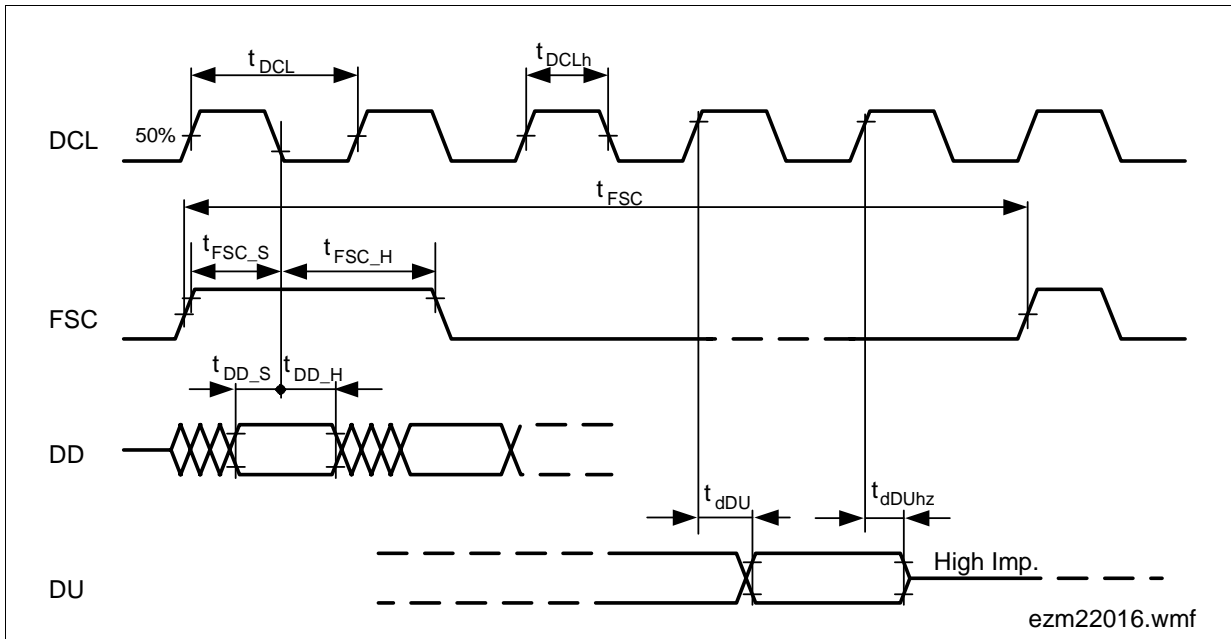 t DCL
t DCLh
DCL
50%
t FSC
t FSC_S
t FSC_H
FSC
t DD_S
t DD_H
DD
t dDU
t dDUhz
High Imp.
DU
ezm22016.wmf